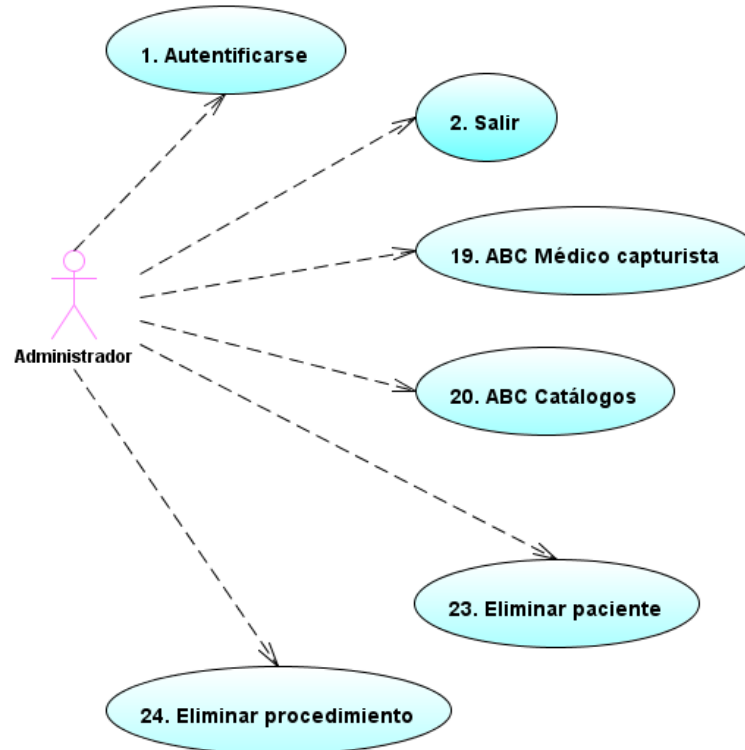 1. Autentificarse
2. Salir
19. ABC Médico capturista
Administrador
20. ABC Catálogos
23. Eliminar paciente
24. Eliminar procedimiento